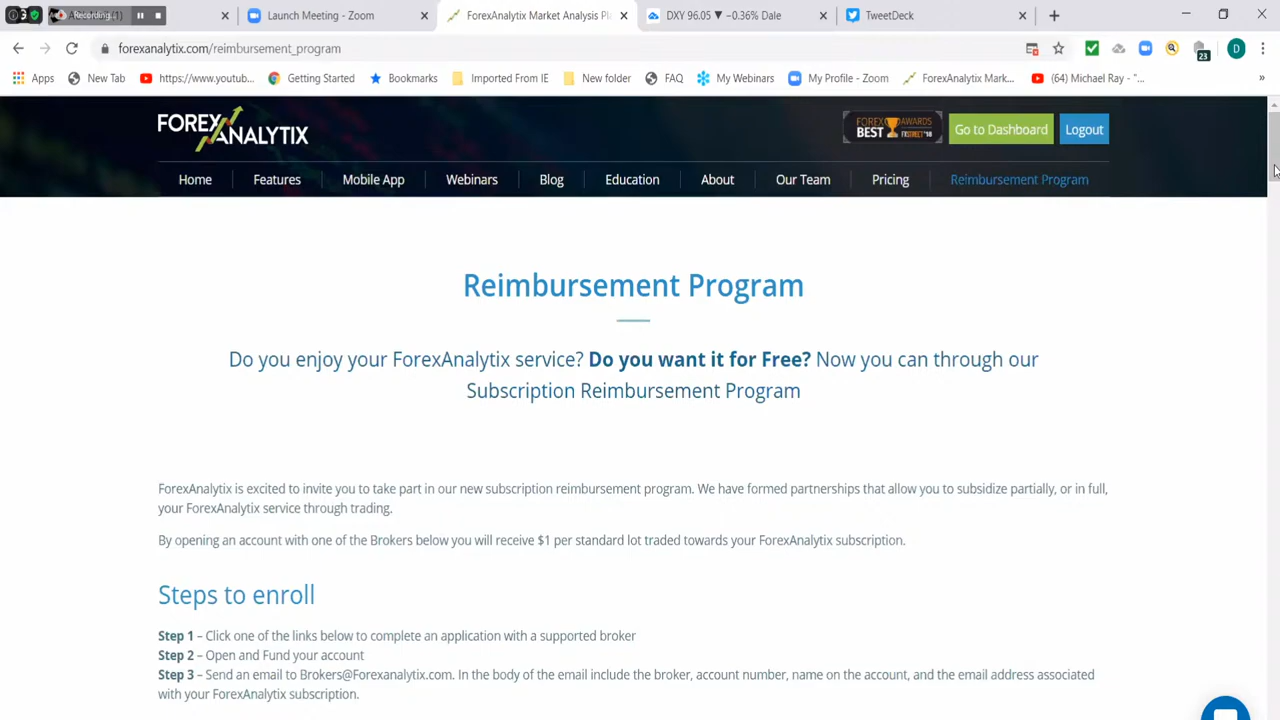 Recording...
(1)
Launch Meeting - Zoom
ForexAnalytix Market Analysis Pl
DXY 96.05 ▼ −0.36% Dale
TweetDeck
forexanalytix.com/reimbursement_program
23
D
Apps
New Tab
https://www.youtub...
Getting Started
Bookmarks
Imported From IE
New folder
FAQ
My Webinars
My Profile - Zoom
ForexAnalytix Mark...
(64) Michael Ray - "...
»
FOREX ANALYTIX
FOREX AWARDS
BEST
FXSTREET'18
Go to Dashboard
Logout
Home
Features
Mobile App
Webinars
Blog
Education
About
Our Team
Pricing
Reimbursement Program
Reimbursement Program
Do you enjoy your ForexAnalytix service? Do you want it for Free? Now you can through our
Subscription Reimbursement Program
ForexAnalytix is excited to invite you to take part in our new subscription reimbursement program. We have formed partnerships that allow you to subsidize partially, or in full,
your ForexAnalytix service through trading.
By opening an account with one of the Brokers below you will receive $1 per standard lot traded towards your ForexAnalytix subscription.
Steps to enroll
Step 1 – Click one of the links below to complete an application with a supported broker
Step 2 – Open and Fund your account
Step 3 – Send an email to Brokers@Forexanalytix.com. In the body of the email include the broker, account number, name on the account, and the email address associated
with your ForexAnalytix subscription.